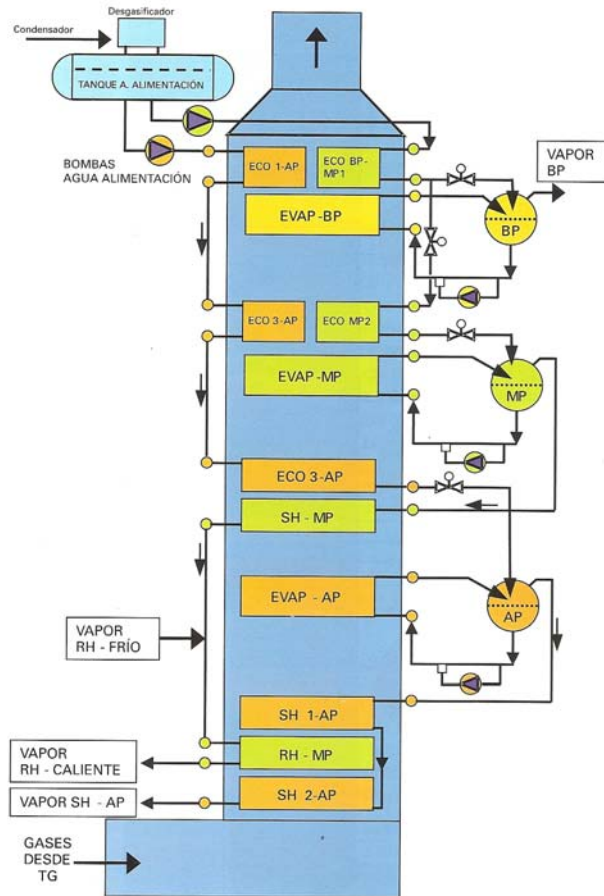 Desgasificador
Condensador
TANQUE A. ALIMENTACIÓN
BOMBAS
AGUA ALIMENTACIÓN
ECO 1-AP
ECO BP-
MP1
VAPOR
BP
EVAP-BP
BP
ECO 3-AP
ECO MP2
EVAP-MP
MP
ECO 3-AP
SH - MP
EVAP - AP
AP
VAPOR
RH - FRÍO
SH 1-AP
VAPOR
RH - CALIENTE
RH - MP
VAPOR SH - AP
SH 2-AP
GASES
DESDE
TG